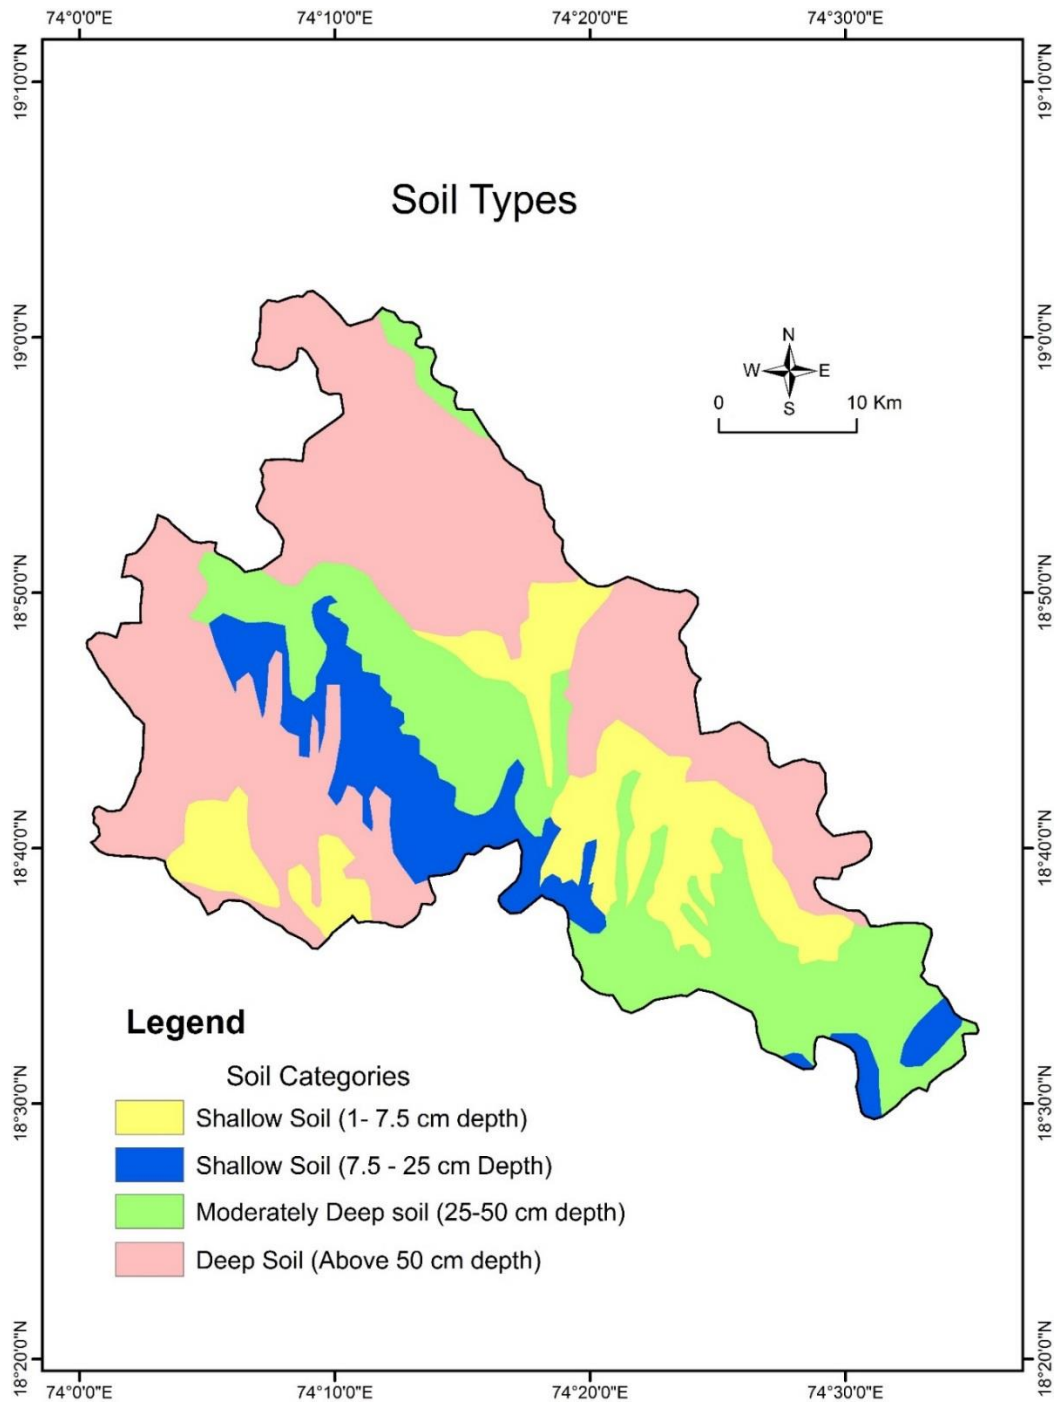 74°0'0"E 74°10'0"E 74°20'0"E 74°30'0"E
19°10'0"N 19°10'0"N
Soil Types
19°0'0"N 19°0'0"N
N
W E
S
0 10 Km
18°50'0"N 18°50'0"N
18°40'0"N 18°40'0"N
Legend
Soil Categories
18°30'0"N 18°30'0"N
Shallow Soil (1- 7.5 cm depth)
Shallow Soil (7.5 - 25 cm Depth)
Moderately Deep soil (25-50 cm depth)
Deep Soil (Above 50 cm depth)
18°20'0"N 18°20'0"N
74°0'0"E 74°10'0"E 74°20'0"E 74°30'0"E